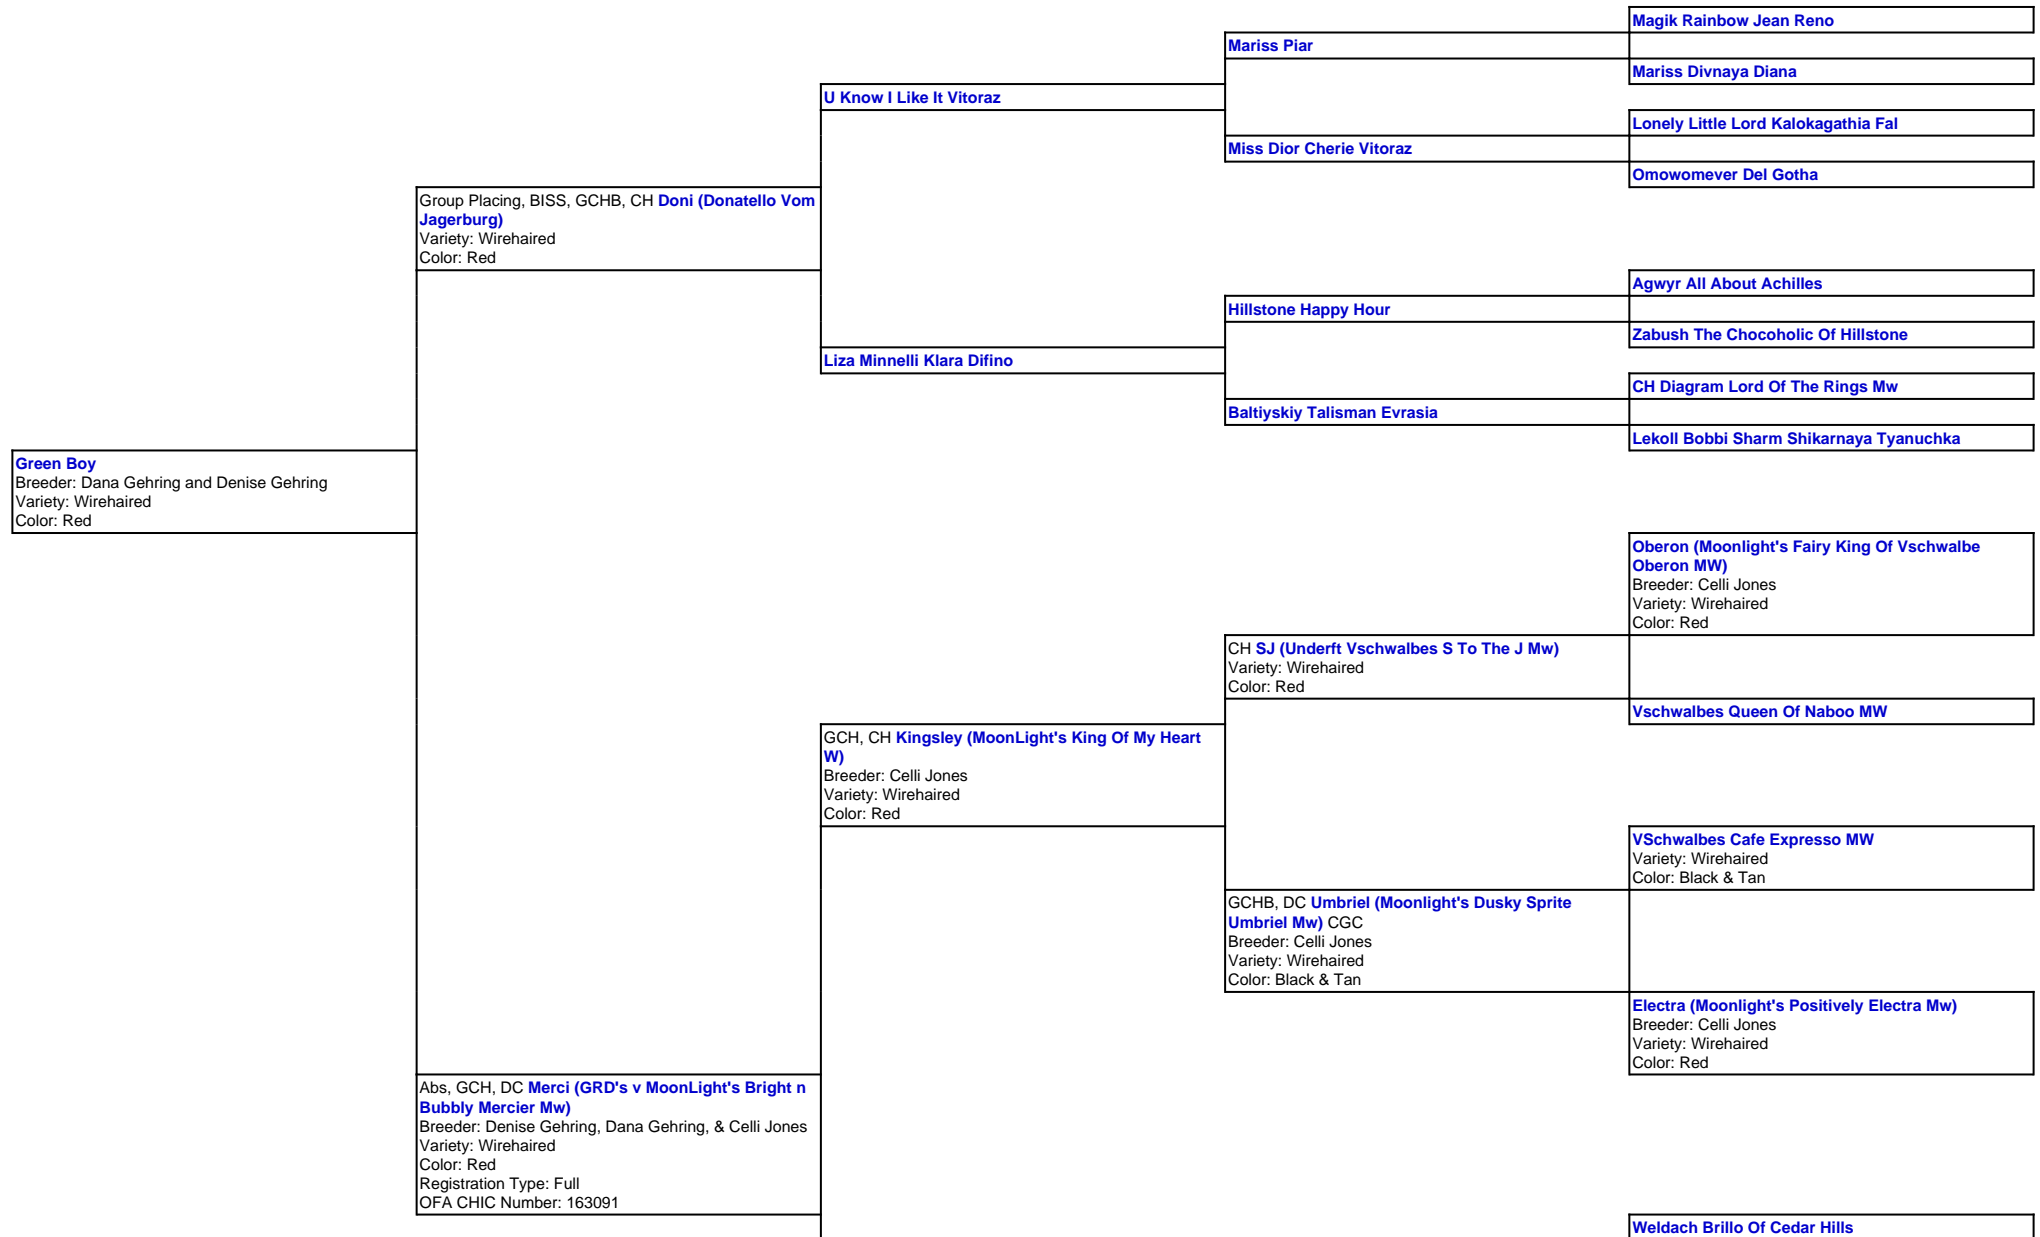 Magik Rainbow Jean Reno
Mariss Piar
Mariss Divnaya Diana
U Know I Like It Vitoraz
Lonely Little Lord Kalokagathia Fal
Miss Dior Cherie Vitoraz
Omowomever Del Gotha
Group Placing, BISS, GCHB, CH Doni (Donatello Vom
Jagerburg)
Variety: Wirehaired
Color: Red
Agwyr All About Achilles
Hillstone Happy Hour
Zabush The Chocoholic Of Hillstone
Liza Minnelli Klara Difino
CH Diagram Lord Of The Rings Mw
Baltiyskiy Talisman Evrasia
Lekoll Bobbi Sharm Shikarnaya Tyanuchka
Green Boy
Breeder: Dana Gehring and Denise Gehring
Variety: Wirehaired
Color: Red
Oberon (Moonlight's Fairy King Of Vschwalbe
Oberon MW)
Breeder: Celli Jones
Variety: Wirehaired
Color: Red
CH SJ (Underft Vschwalbes S To The J Mw)
Variety: Wirehaired
Color: Red
Vschwalbes Queen Of Naboo MW
GCH, CH Kingsley (MoonLight's King Of My Heart
W)
Breeder: Celli Jones
Variety: Wirehaired
Color: Red
VSchwalbes Cafe Expresso MW
Variety: Wirehaired
Color: Black & Tan
GCHB, DC Umbriel (Moonlight's Dusky Sprite
Umbriel Mw) CGC
Breeder: Celli Jones
Variety: Wirehaired
Color: Black & Tan
Electra (Moonlight's Positively Electra Mw)
Breeder: Celli Jones
Variety: Wirehaired
Color: Red
Abs, GCH, DC Merci (GRD's v MoonLight's Bright n
Bubbly Mercier Mw)
Breeder: Denise Gehring, Dana Gehring, & Celli Jones
Variety: Wirehaired
Color: Red
Registration Type: Full
OFA CHIC Number: 163091
Weldach Brillo Of Cedar Hills